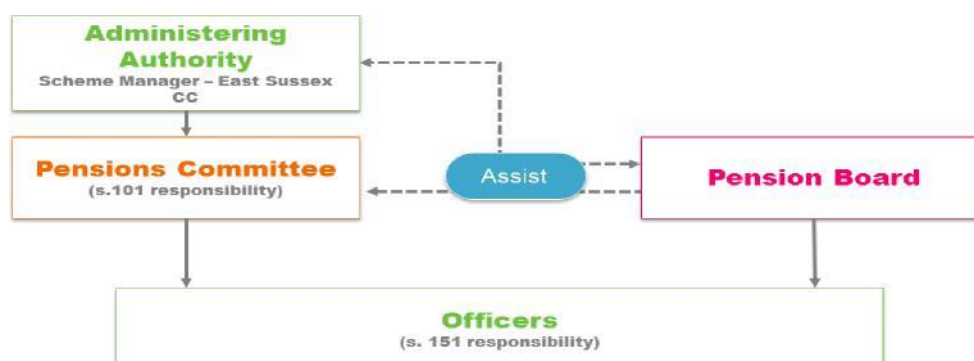 Administering
Authority
Scheme Manager – East Sussex
CC
Pensions Committee
(s.101 responsibility)
Assist
Pension Board
Officers
(s. 151 responsibility)